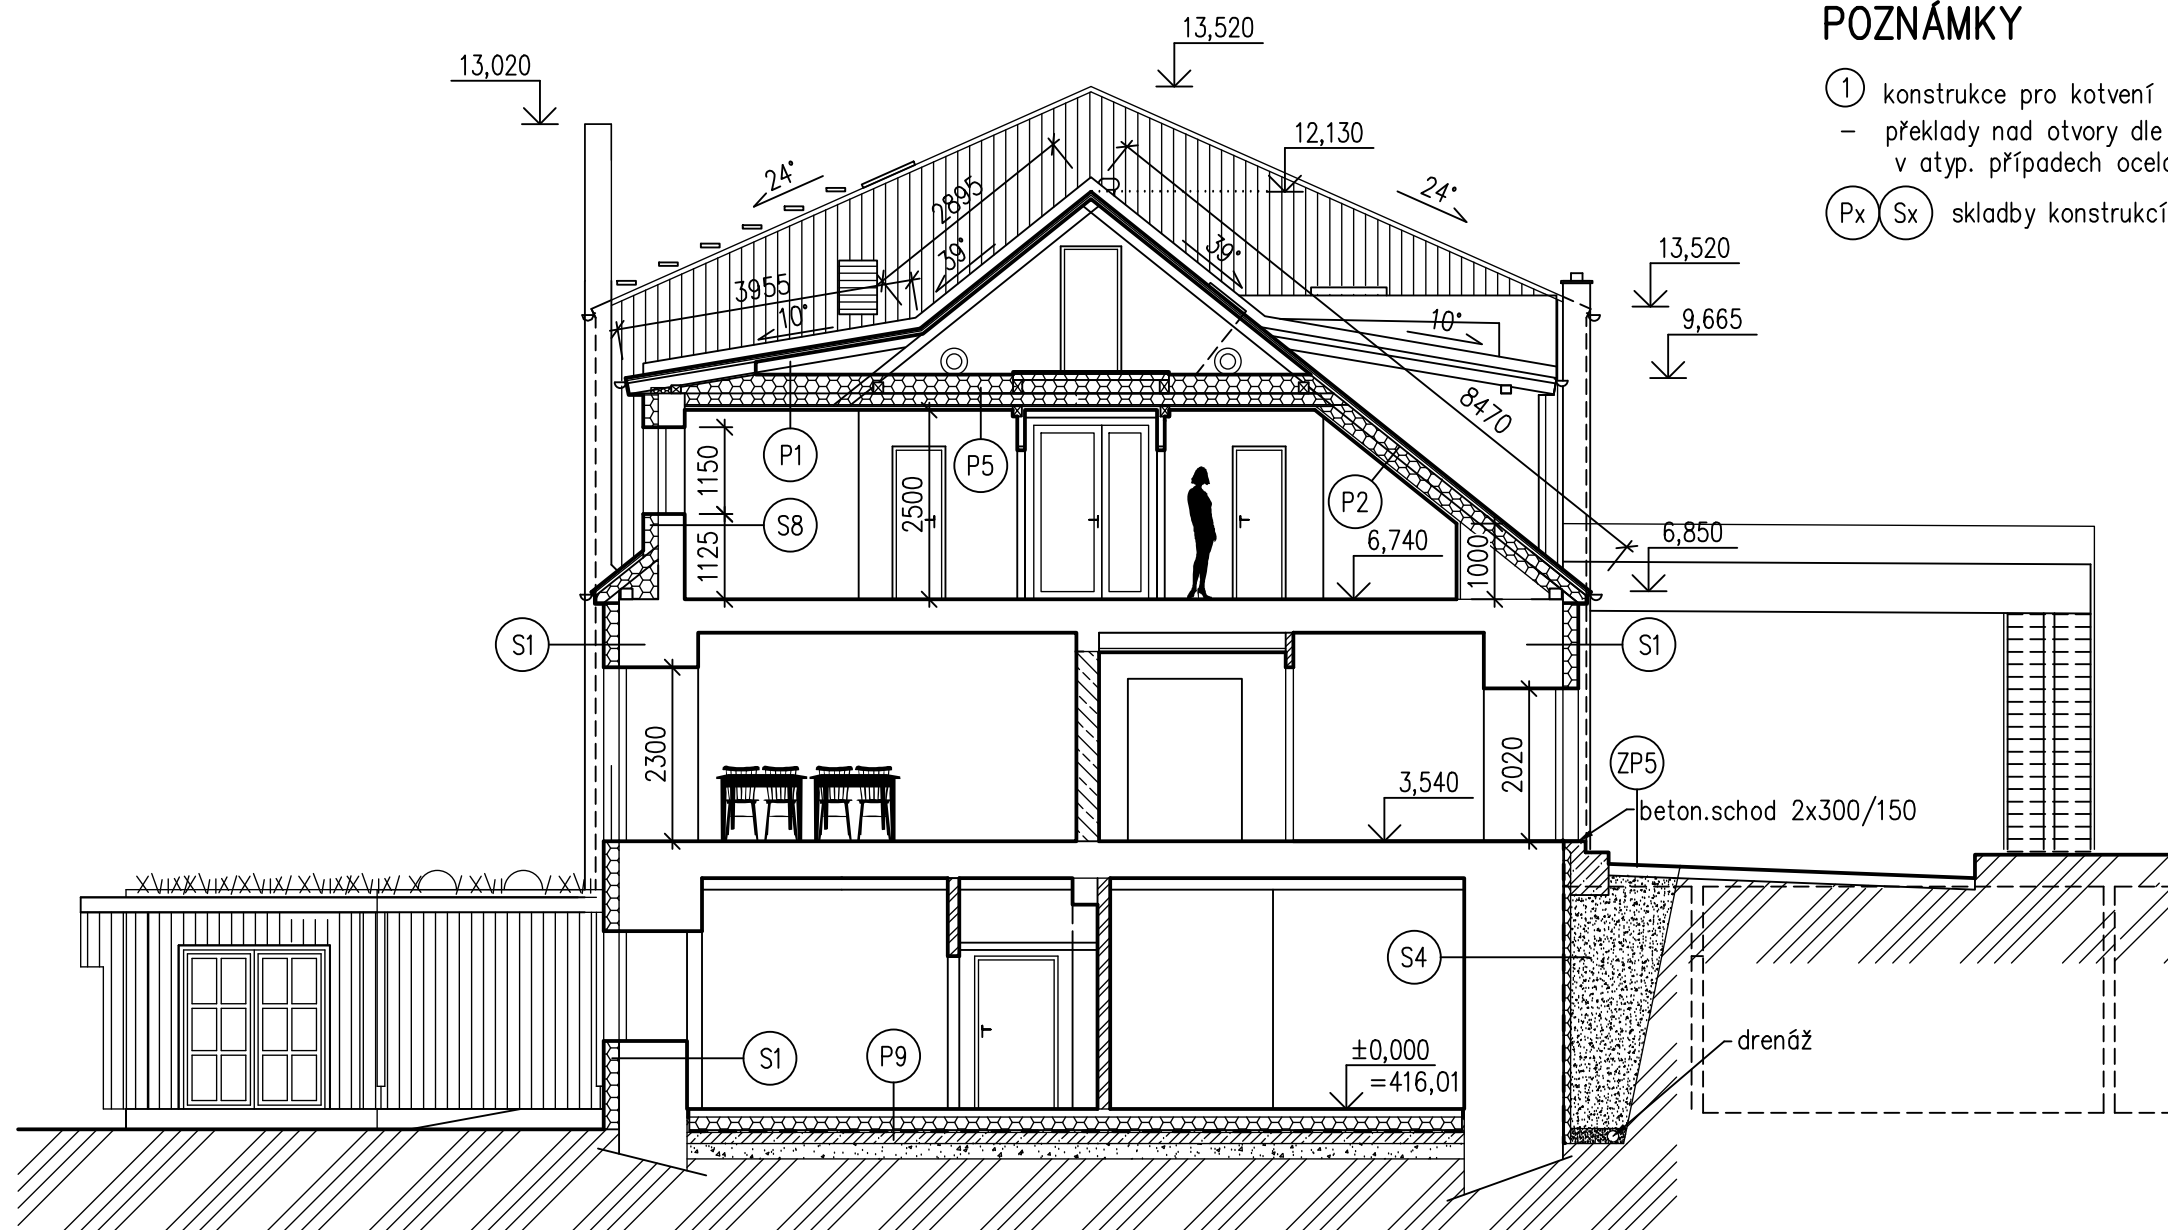 POZNÁMKY
1 konstrukce pro kotvení
– překlady nad otvory dle
v atyp. případech ocelo
Px Sx skladby konstrukcí
13,520
13,020
12,130
24°
24°
2895
39°
39°
3955
10°
10°
13,520
9,665
8470
P1
P5
P2
1150
2500
S8
1125
6,740
1000
6,850
S1
S1
2300
2020
3,540
ZP5
beton.schod 2x300/150
S4
S1
P9
±0,000
=416,01
drenáž